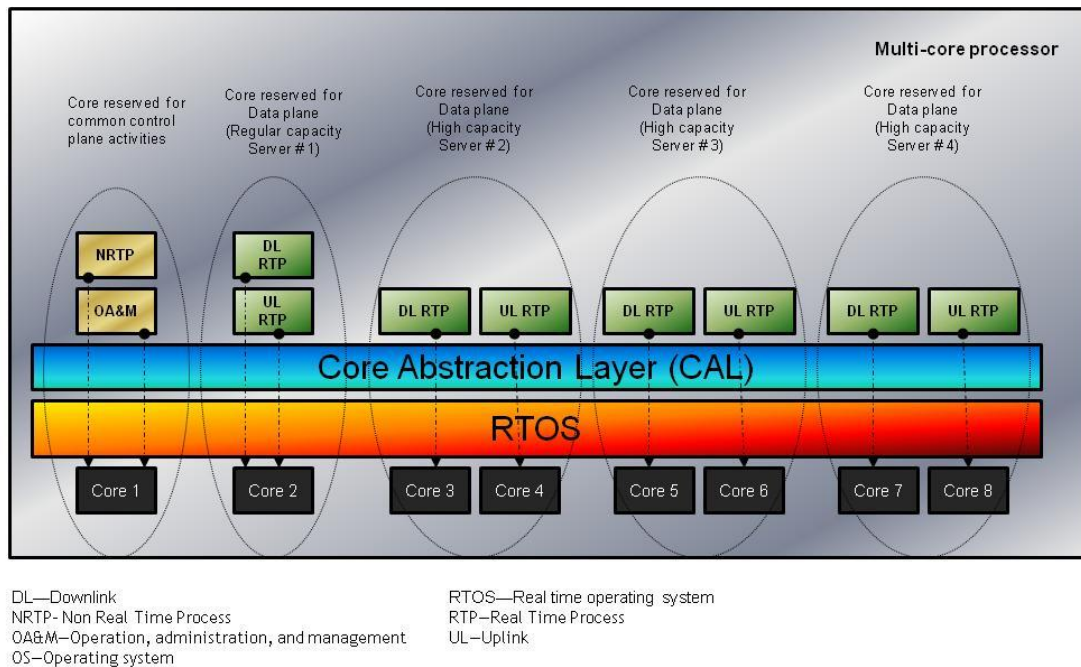 Multi-core processor
Core reserved for
common control
plane activities
Core reserved for
Data plane
(Regular capacity
Server #1)
Core reserved for
Data plane
(High capacity
Server #2)
Core reserved for
Data plane
(High capacity
Server #3)
Core reserved for
Data plane
(High capacity
Server #4)
NRTP
OA&M
DL
RTP
UL
RTP
DL RTP
UL RTP
DL RTP
UL RTP
DL RTP
UL RTP
Core Abstraction Layer (CAL)
RTOS
Core 1
Core 2
Core 3
Core 4
Core 5
Core 6
Core 7
Core 8
DL—Downlink
NRTP- Non Real Time Process
OA&M—Operation, administration, and management
OS—Operating system
RTOS—Real time operating system
RTP—Real Time Process
UL—Uplink